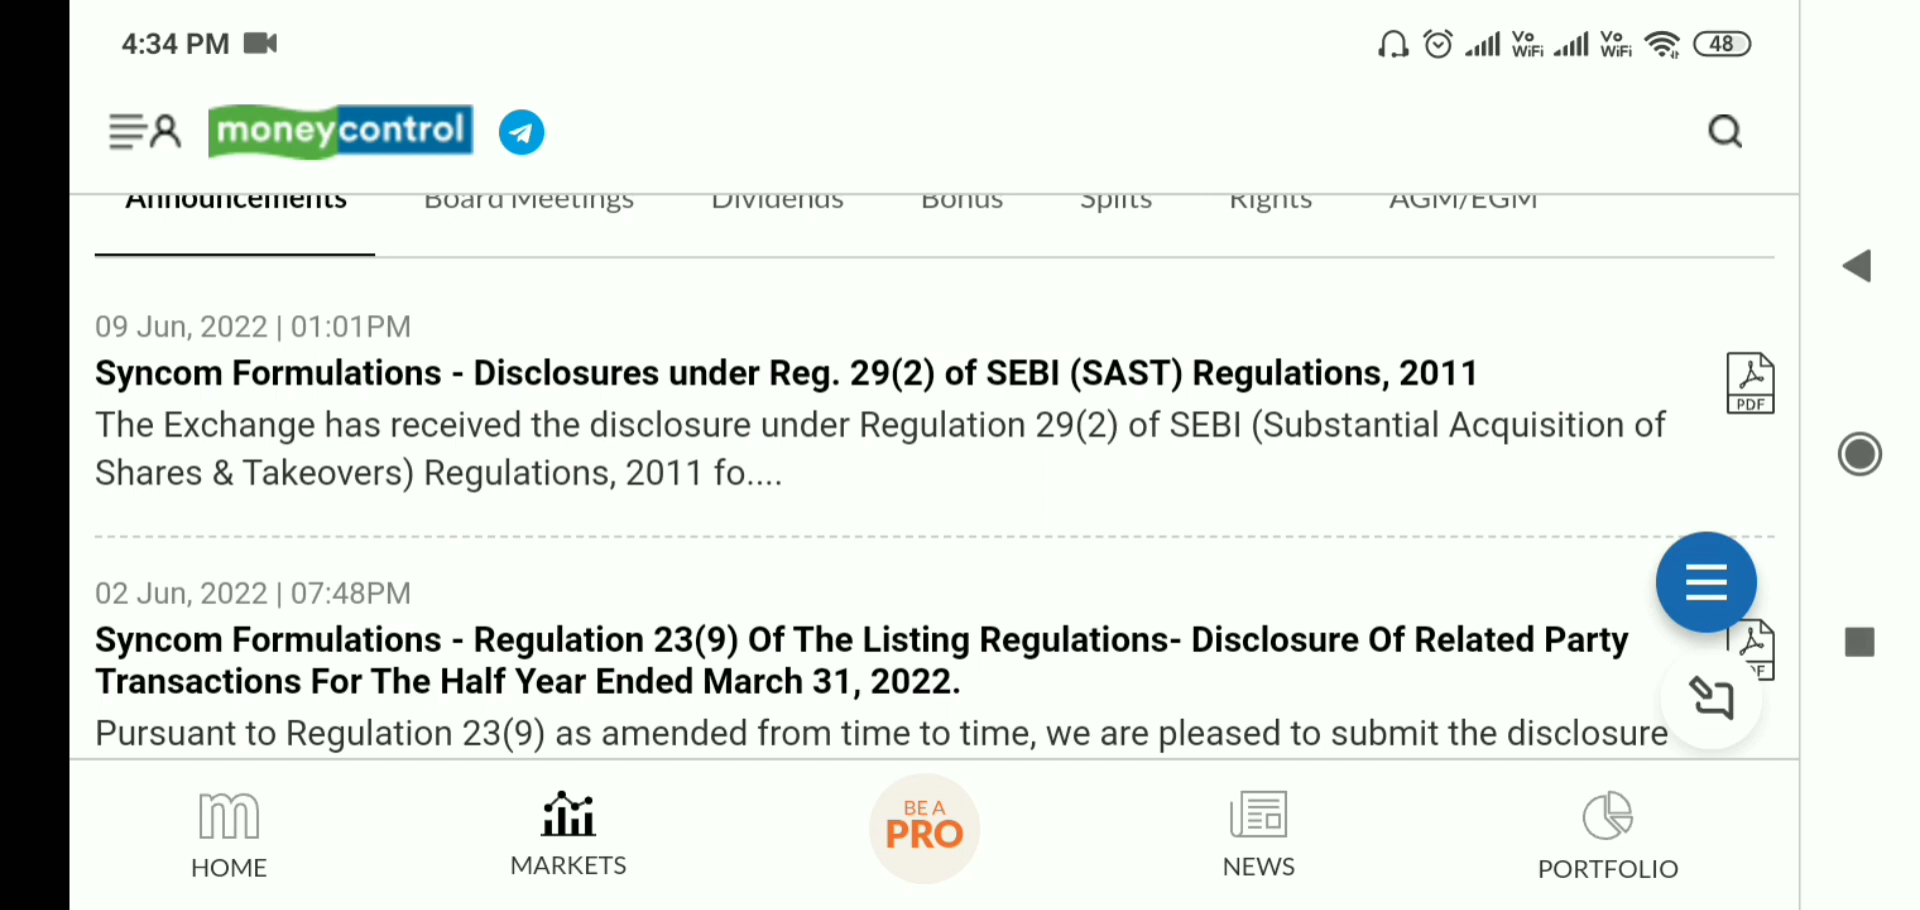 4:34 PM
Vo WiFi Vo WiFi 48
moneycontrol
Announcements Board Meetings Dividends Bonus Splits Rights AGM/EGM
09 Jun, 2022 | 01:01PM
Syncom Formulations - Disclosures under Reg. 29(2) of SEBI (SAST) Regulations, 2011
PDF
The Exchange has received the disclosure under Regulation 29(2) of SEBI (Substantial Acquisition of
Shares & Takeovers) Regulations, 2011 fo....
02 Jun, 2022 | 07:48PM
Syncom Formulations - Regulation 23(9) Of The Listing Regulations- Disclosure Of Related Party
Transactions For The Half Year Ended March 31, 2022.
Pursuant to Regulation 23(9) as amended from time to time, we are pleased to submit the disclosure
HOME
MARKETS
BE A
PRO
NEWS
PORTFOLIO